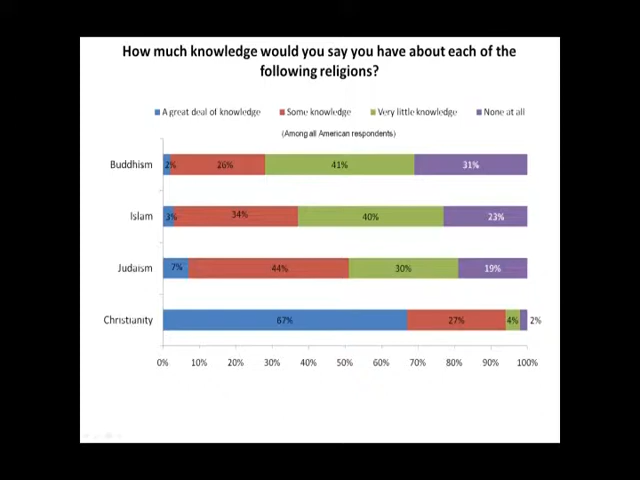 How much knowledge would you say you have about each of the
following religions?
A great deal of knowledge Some knowledge Very little knowledge None at all
(Among all American respondents)
Buddhism 2% 26% 41% 31%
Islam 3% 34% 40% 23%
Judaism 7% 44% 30% 19%
Christianity 67% 27% 4% 2%
0% 10% 20% 30% 40% 50% 60% 70% 80% 90% 100%